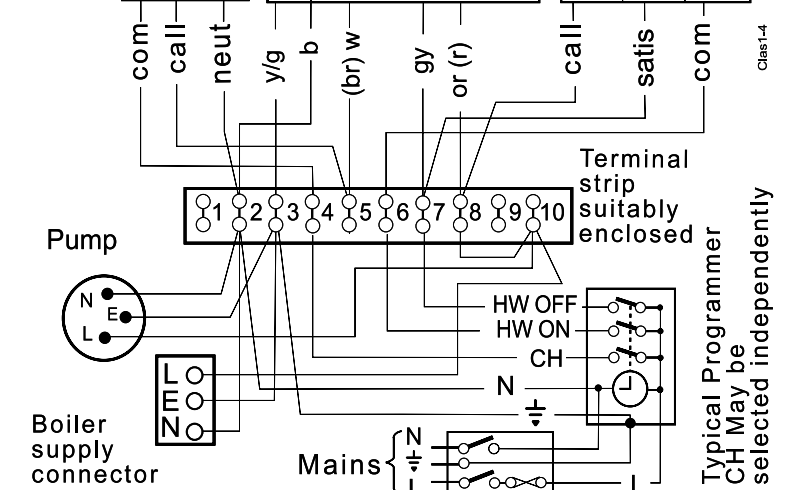 com
call
neut
y/g
b
(br) w
gy
or (r)
call
satis
com
Clas1-4
Terminal
strip
suitably
enclosed
1 2 3 4 5 6 7 8 9 10
Pump
N
E
L
HW OFF
HW ON
CH
N
L
E
N
Boiler
supply
connector
Mains
N
Typical Programmer
CH May be
selected independently